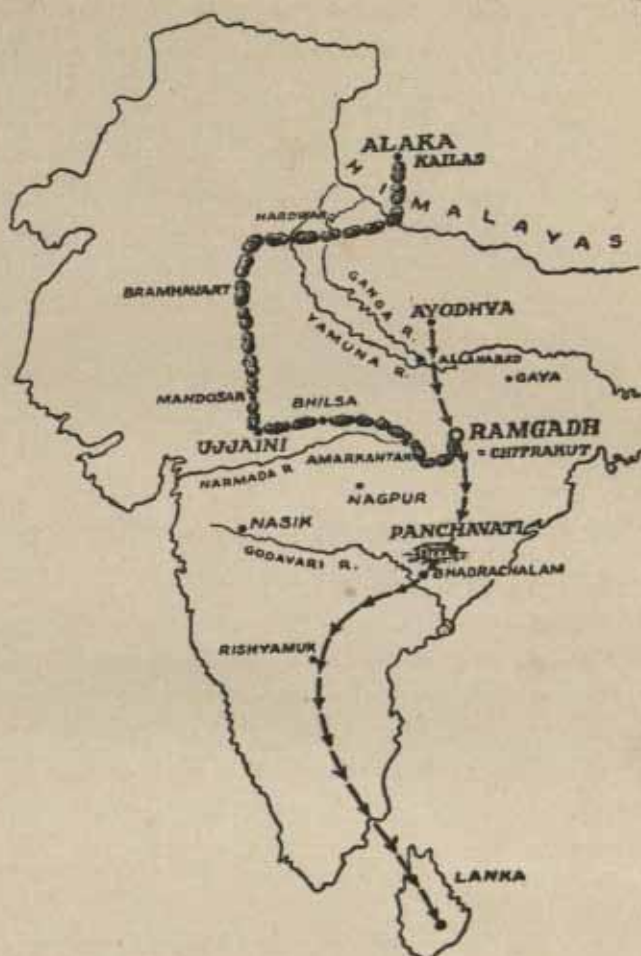 ALAKA
KAILAS
HIMALAYAS
HARDWAR
BRAMHAVART
GANGA R.
YAMUNA R.
AYODHYA
ALLAHABAD
GAYA
MANDOSAR
BHILSA
UJJAINI
AMARKANTAK
RAMGADH
= CHITRAKUT
NARMADA R
NAGPUR
NASIK
PANCHAVATI
GODAVARI R.
BHADRACHALAM
RISHYAMUK
LANKA